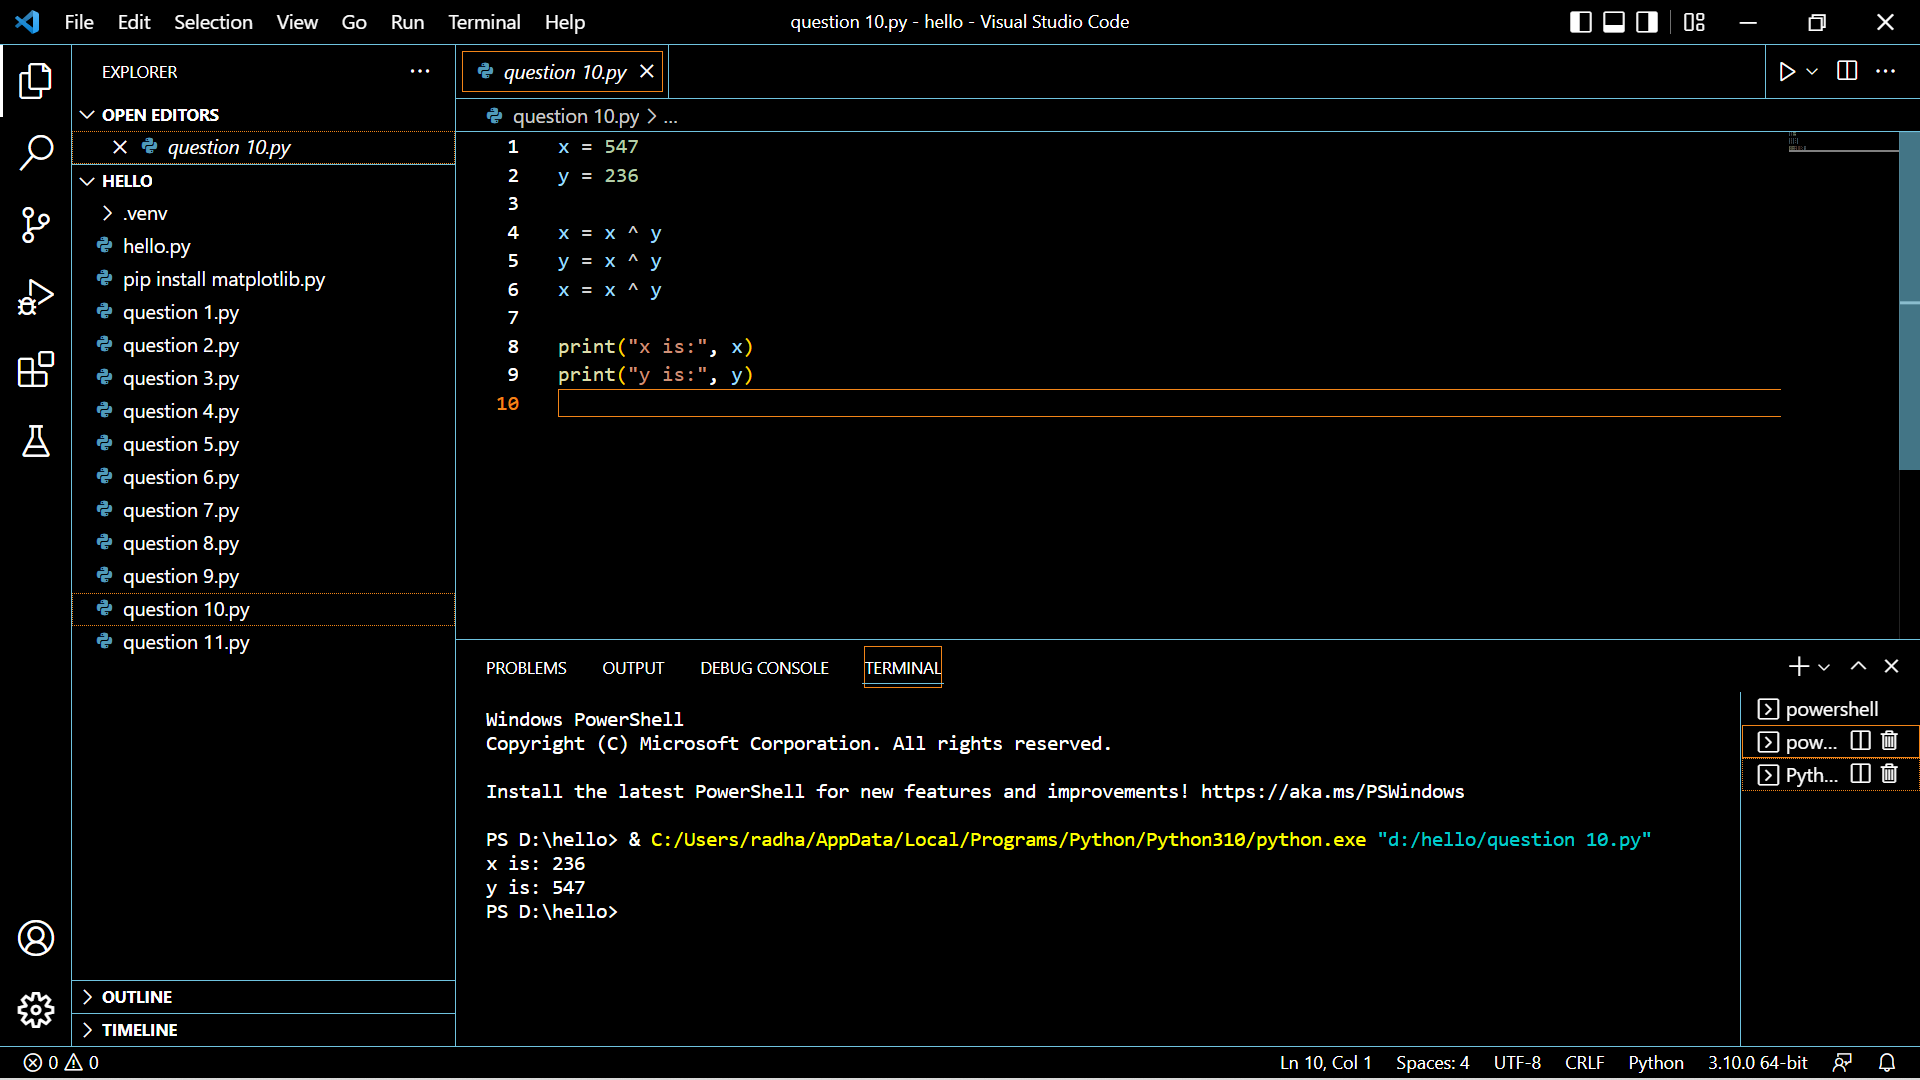 File Edit Selection View Go Run Terminal Help question 10.py - hello - Visual Studio Code
EXPLORER
OPEN EDITORS
question 10.py
HELLO
.venv
hello.py
pip install matplotlib.py
question 1.py
question 2.py
question 3.py
question 4.py
question 5.py
question 6.py
question 7.py
question 8.py
question 9.py
question 10.py
question 11.py
OUTLINE
TIMELINE
question 10.py
question 10.py > ...
1 x = 547
2 y = 236
3
4 x = x ^ y
5 y = x ^ y
6 x = x ^ y
7
8 print("x is:", x)
9 print("y is:", y)
10
PROBLEMS OUTPUT DEBUG CONSOLE TERMINAL
Windows PowerShell
Copyright (C) Microsoft Corporation. All rights reserved.
Install the latest PowerShell for new features and improvements! https://aka.ms/PSWindows
PS D:\hello> & C:/Users/radha/AppData/Local/Programs/Python/Python310/python.exe "d:/hello/question 10.py"
x is: 236
y is: 547
PS D:\hello>
powershell
pow...
Pyth...
0 0 Ln 10, Col 1 Spaces: 4 UTF-8 CRLF Python 3.10.0 64-bit